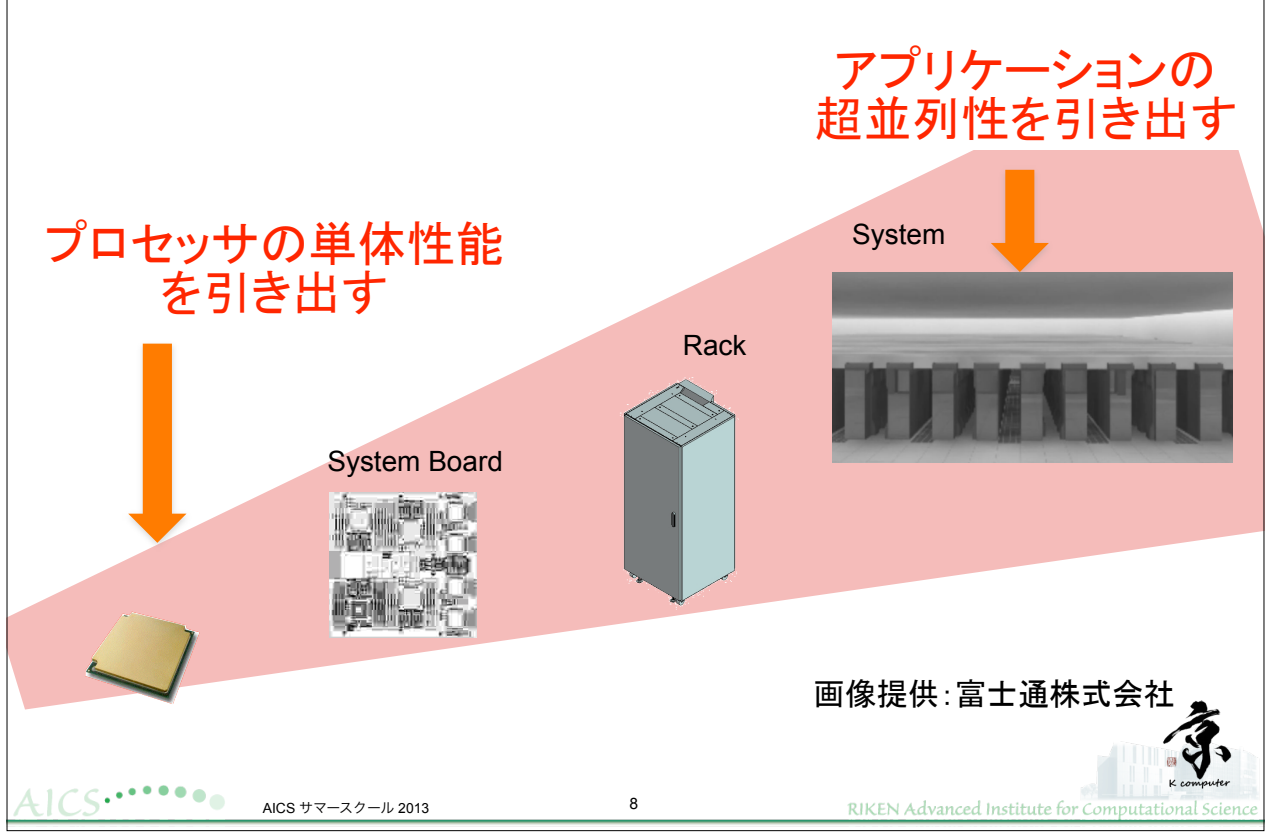 アプリケーションの
超並列性を引き出す
プロセッサの単体性能
を引き出す
System
Rack
System Board
画像提供：富士通株式会社
京
K computer
AICS
AICS サマースクール 2013
8
RIKEN Advanced Institute for Computational Science